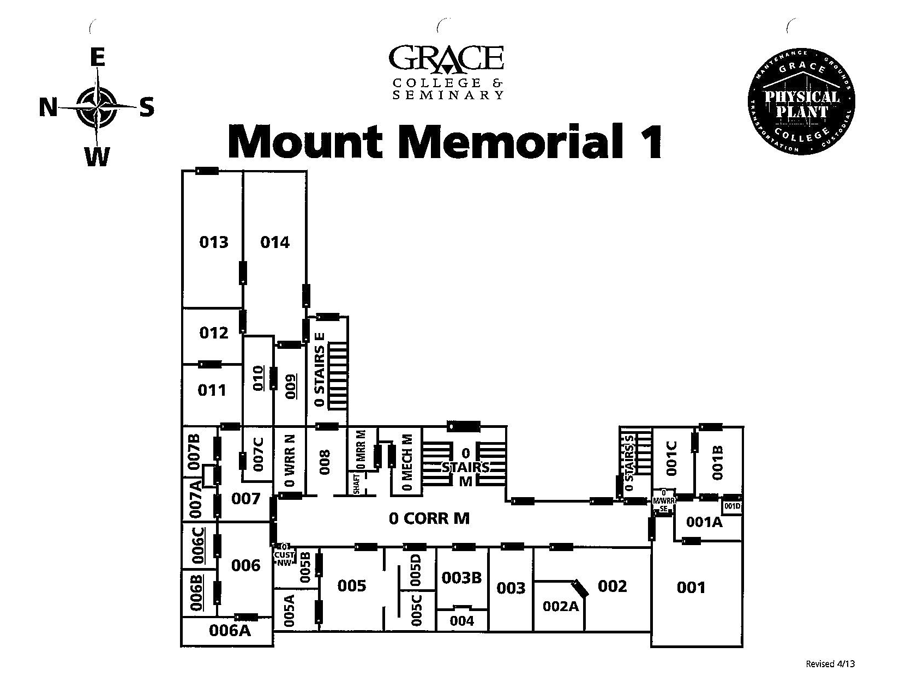 E
N S
W
GRACE
COLLEGE &
SEMINARY
MAINTENANCE · GROUNDS
GRACE
PHYSICAL
PLANT
COLLEGE
TRANSPORTATION · CUSTODIAL
Mount Memorial 1
013
014
012
011
010
009
0 STAIRS E
007B
007C
0 WRR N
008
0 MRR M
SHAFT
0 MECH M
0
STAIRS
M
0 STAIRS S
001C
001B
007A
007
0
M/WRR
SE
001D
001A
0 CORR M
006C
006
006B
006A
0
CUST
NW
005B
005A
005
005D
005C
003B
004
003
002A
002
001
Revised 4/13